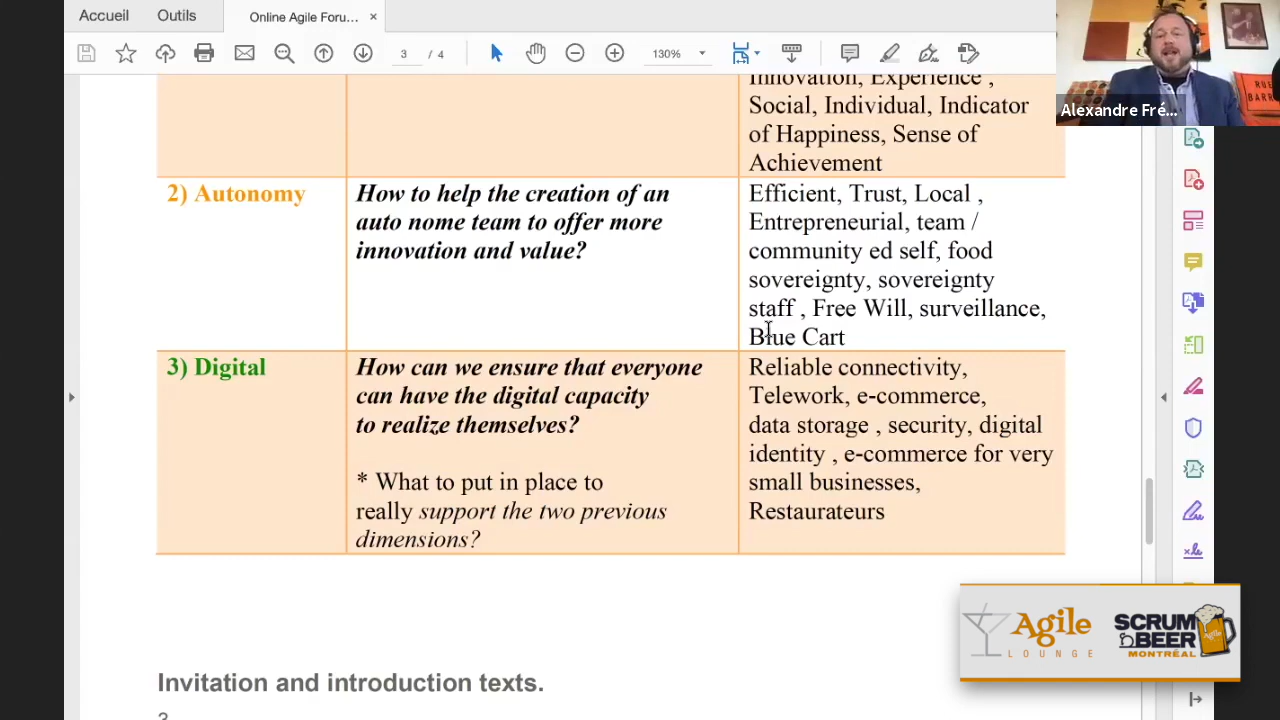 Accueil
Outils
Online Agile Foru...
×
3 / 4
130%
Innovation, Experience ,
Social, Individual, Indicator
of Happiness, Sense of
Achievement
2) Autonomy
How to help the creation of an
auto nome team to offer more
innovation and value?
Efficient, Trust, Local ,
Entrepreneurial, team /
community ed self, food
sovereignty, sovereignty
staff , Free Will, surveillance,
Blue Cart
3) Digital
How can we ensure that everyone
can have the digital capacity
to realize themselves?
* What to put in place to
really support the two previous
dimensions?
Reliable connectivity,
Telework, e-commerce,
data storage , security, digital
identity , e-commerce for very
small businesses,
Restaurateurs
Invitation and introduction texts.
3
Alexandre Fré...
RUE
BARR
Agile
LOUNGE
SCRUM
BEER
MONTRÉAL
Agile